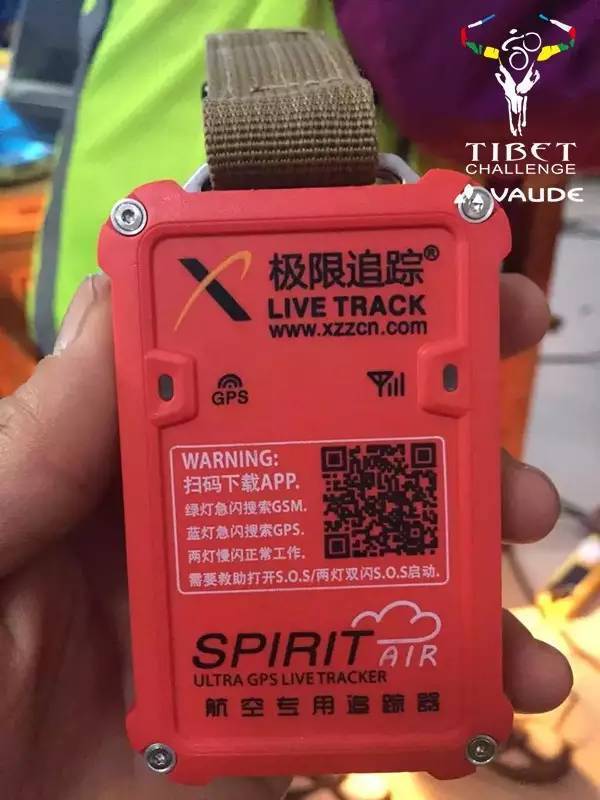 TIBET
CHALLENGE
VAUDE
极限追踪®
LIVE TRACK
www.xzzcn.com
GPS
WARNING:
扫码下载APP.
绿灯急闪搜索GSM.
蓝灯急闪搜索GPS.
两灯慢闪正常工作.
需要救助打开S.O.S/两灯双闪S.O.S启动.
SPIRIT
AIR
ULTRA GPS LIVE TRACKER
航空专用追踪器